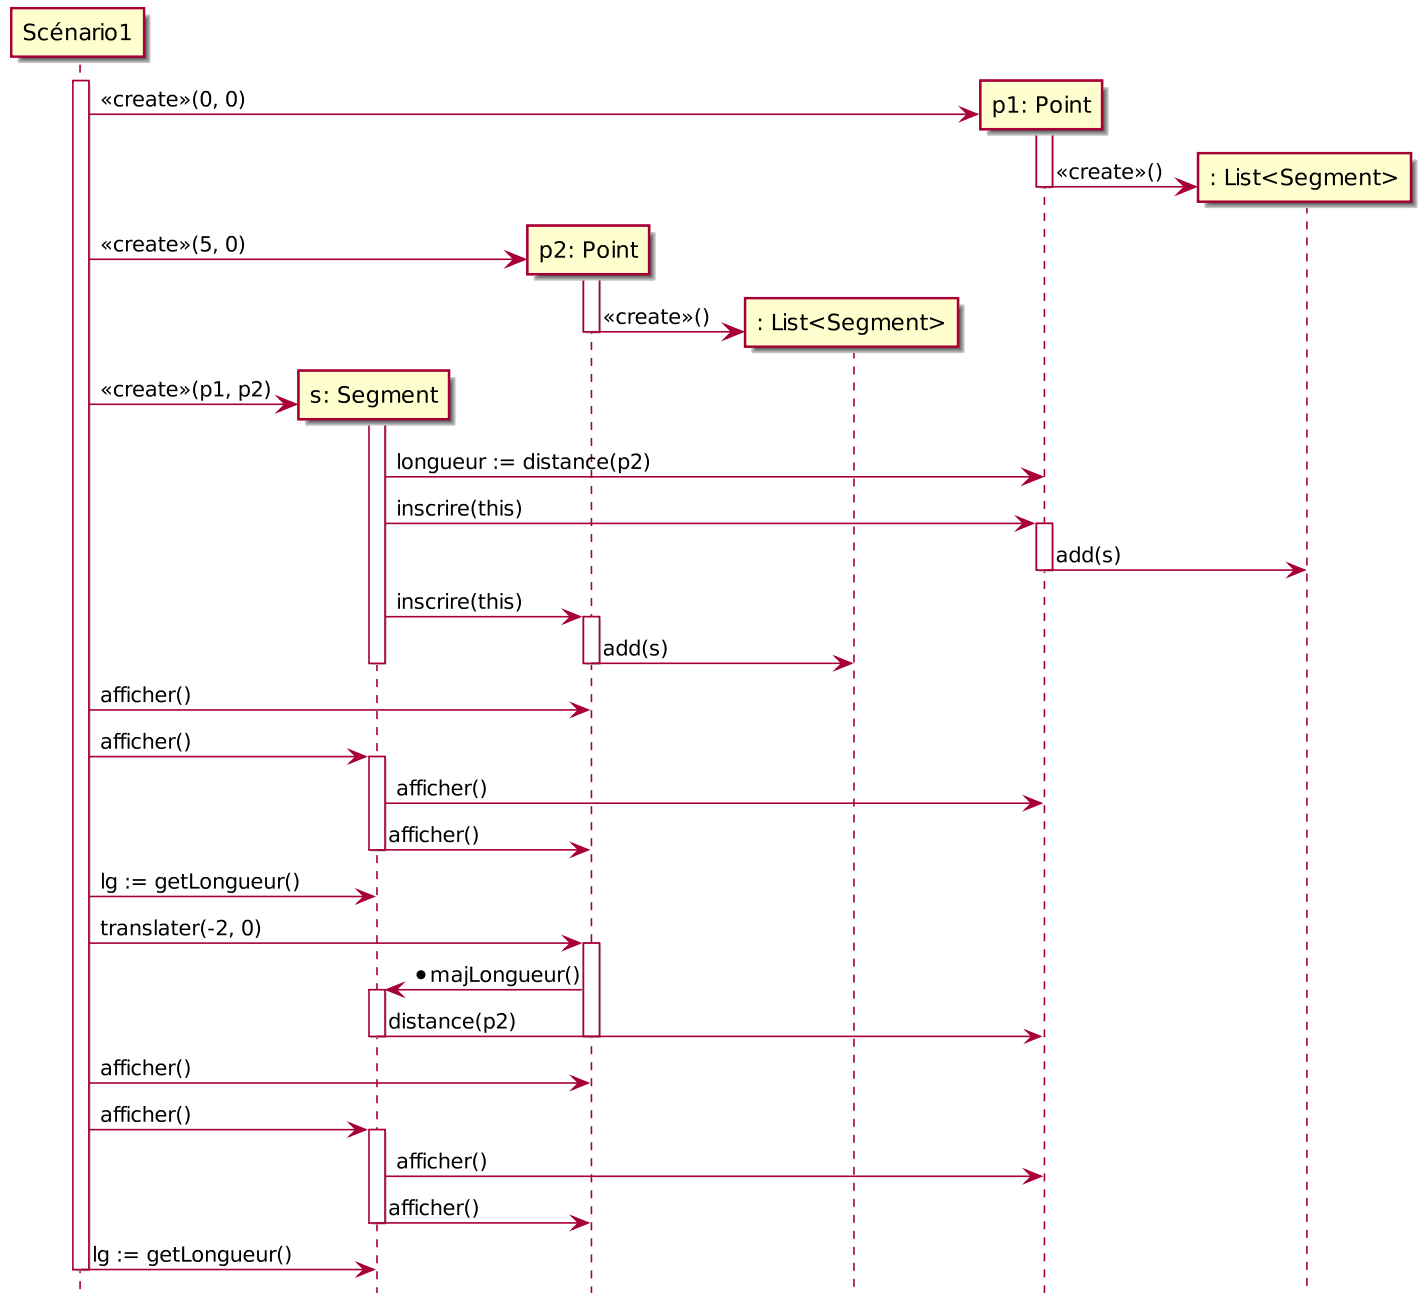 Scénario1
«create»(0, 0)
p1: Point
«create»()
: List<Segment>
«create»(5, 0)
p2: Point
«create»()
: List<Segment>
«create»(p1, p2)
s: Segment
longueur := distance(p2)
inscrire(this)
add(s)
inscrire(this)
add(s)
afficher()
afficher()
afficher()
afficher()
lg := getLongueur()
translater(-2, 0)
•majLongueur()
distance(p2)
afficher()
afficher()
afficher()
afficher()
lg := getLongueur()